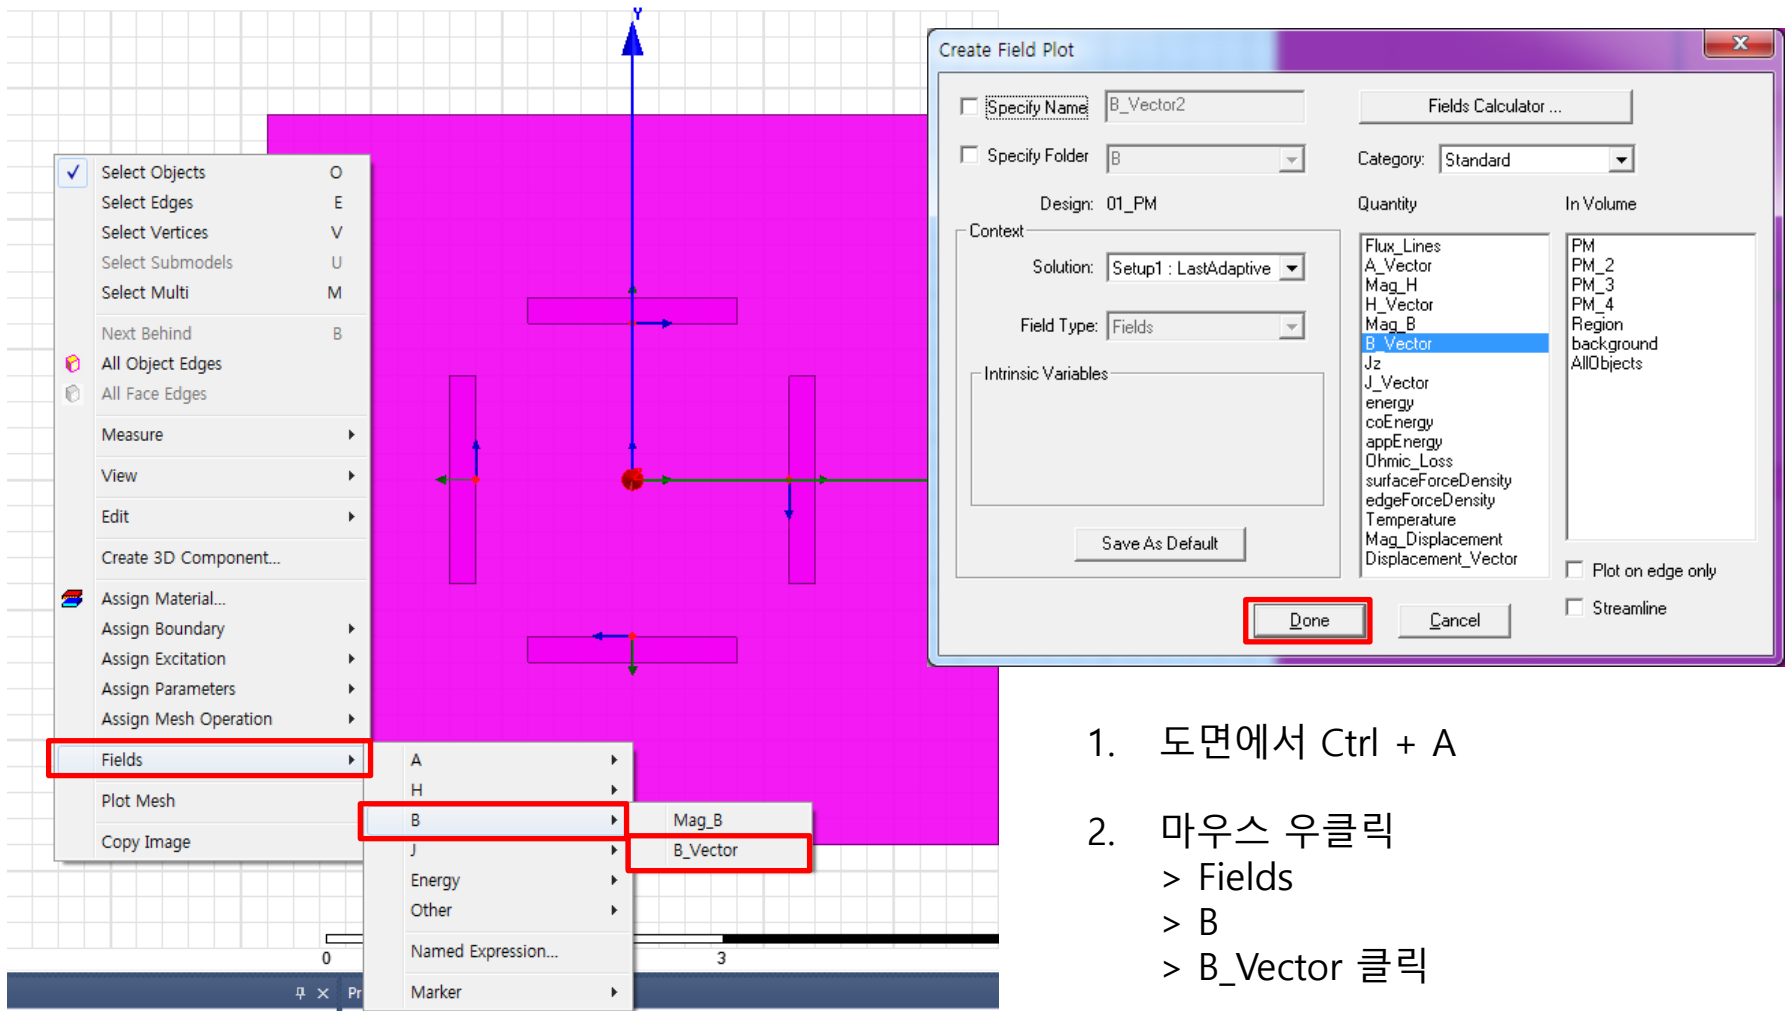 Y
Select Objects O
Select Edges E
Select Vertices V
Select Submodels U
Select Multi M
Next Behind B
All Object Edges
All Face Edges
Measure
View
Edit
Create 3D Component...
Assign Material...
Assign Boundary
Assign Excitation
Assign Parameters
Assign Mesh Operation
Fields
Plot Mesh
Copy Image
A
H
B
J
Energy
Other
Named Expression...
Marker
Mag_B
B_Vector
0
3
Pr
Create Field Plot
Specify Name B_Vector2
Fields Calculator ...
Specify Folder B
Category: Standard
Design: 01_PM
Quantity
In Volume
Context
Solution: Setup1 : LastAdaptive
Field Type: Fields
Intrinsic Variables
Save As Default
Flux_Lines
A_Vector
Mag_H
H_Vector
Mag_B
B_Vector
Jz
J_Vector
energy
coEnergy
appEnergy
Ohmic_Loss
surfaceForceDensity
edgeForceDensity
Temperature
Mag_Displacement
Displacement_Vector
PM
PM_2
PM_3
PM_4
Region
background
AllObjects
Plot on edge only
Streamline
Done
Cancel
1. 도면에서 Ctrl + A
2. 마우스 우클릭
> Fields
> B
> B_Vector 클릭